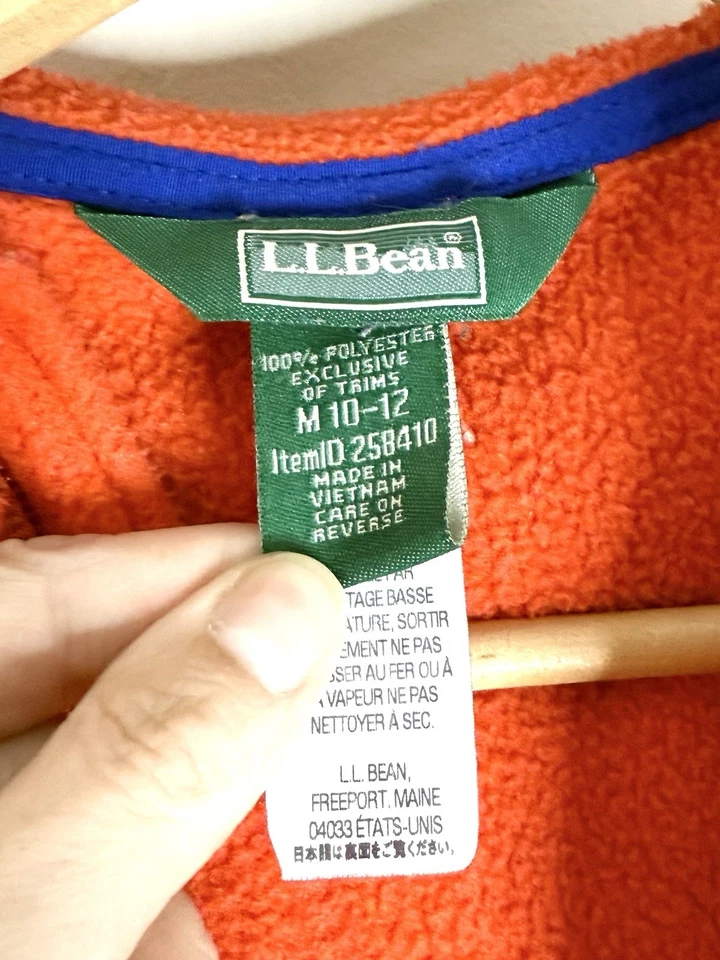 L.L.Bean®
100% POLYESTER
EXCLUSIVE
OF TRIMS
M 10-12
ItemID 258410
MADE IN
VIETNAM
CARE ON
REVERSE
TAGE BASSE
ATURE, SORTIR
EMENT NE PAS
SSER AU FER OU À
VAPEUR NE PAS
NETTOYER À SEC.
L.L. BEAN,
FREEPORT, MAINE
04033 ÉTATS-UNIS
日本語は裏面をご覧ください。